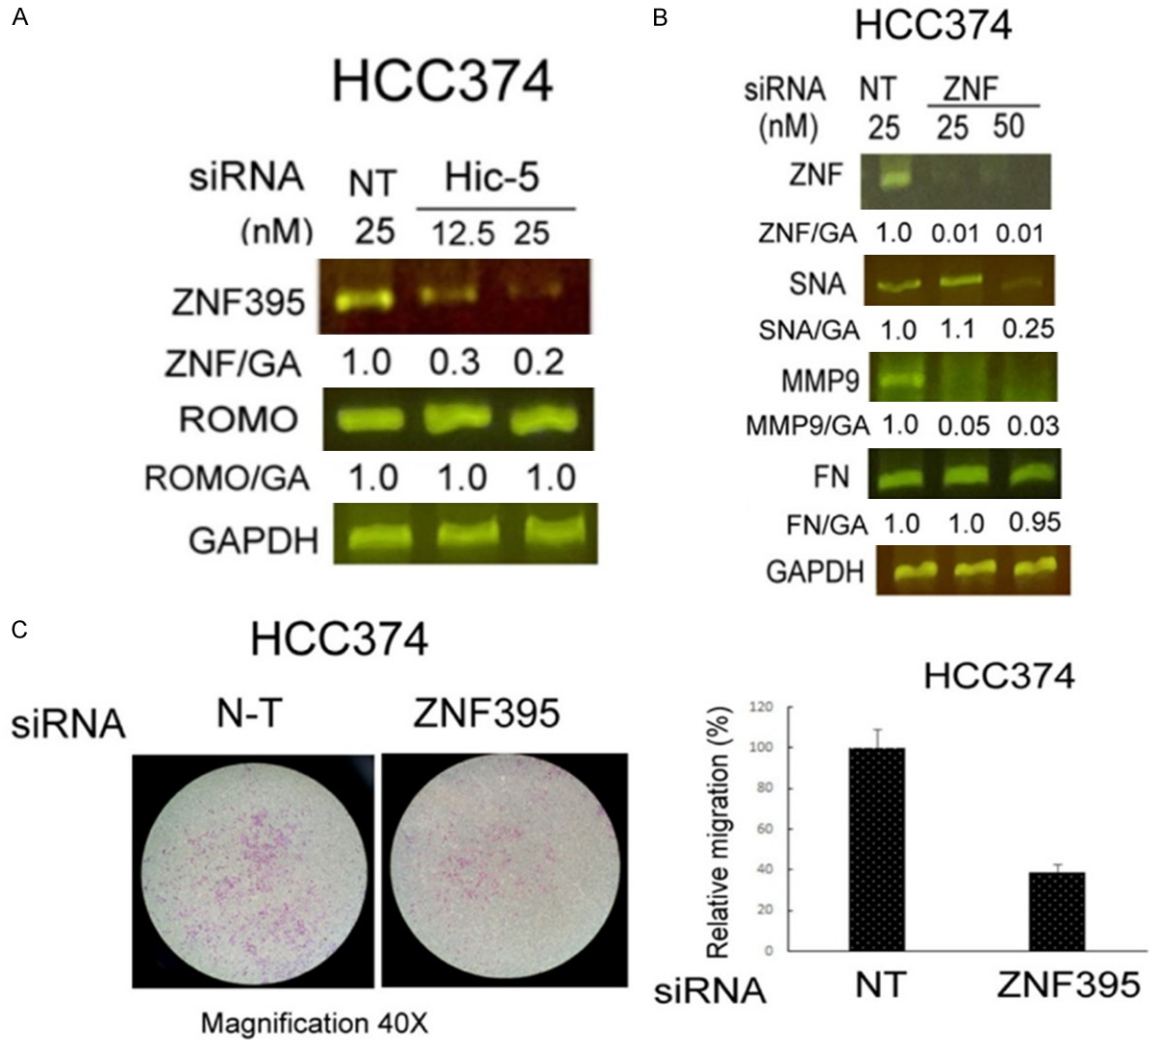 A
HCC374
siRNA NT Hic-5
(nM) 25 12.5 25
ZNF395
ZNF/GA 1.0 0.3 0.2
ROMO
ROMO/GA 1.0 1.0 1.0
GAPDH
B
HCC374
siRNA NT ZNF
(nM) 25 25 50
ZNF
ZNF/GA 1.0 0.01 0.01
SNA
SNA/GA 1.0 1.1 0.25
MMP9
MMP9/GA 1.0 0.05 0.03
FN
FN/GA 1.0 1.0 0.95
GAPDH
C
HCC374
siRNA N-T ZNF395
Magnification 40X
HCC374
Relative migration (%)
120
100
80
60
40
20
0
siRNA NT ZNF395